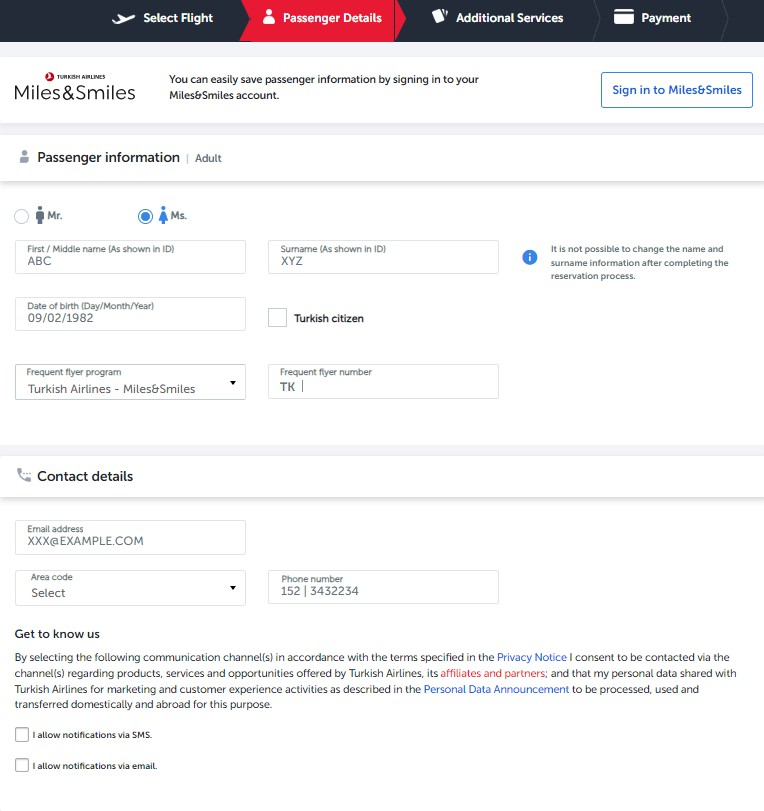 Select Flight
Passenger Details
Additional Services
Payment
TURKISH AIRLINES
Miles&Smiles
You can easily save passenger information by signing in to your
Miles&Smiles account.
Sign in to Miles&Smiles
Passenger information | Adult
Mr.
Ms.
First / Middle name (As shown in ID)
ABC
Surname (As shown in ID)
XYZ
It is not possible to change the name and
surname information after completing the
reservation process.
Date of birth (Day/Month/Year)
09/02/1982
Turkish citizen
Frequent flyer program
Turkish Airlines - Miles&Smiles
Frequent flyer number
TK |
Contact details
Email address
XXX@EXAMPLE.COM
Area code
Select
Phone number
152 | 3432234
Get to know us
By selecting the following communication channel(s) in accordance with the terms specified in the Privacy Notice I consent to be contacted via the
channel(s) regarding products, services and opportunities offered by Turkish Airlines, its affiliates and partners; and that my personal data shared with
Turkish Airlines for marketing and customer experience activities as described in the Personal Data Announcement to be processed, used and
transferred domestically and abroad for this purpose.
I allow notifications via SMS.
I allow notifications via email.